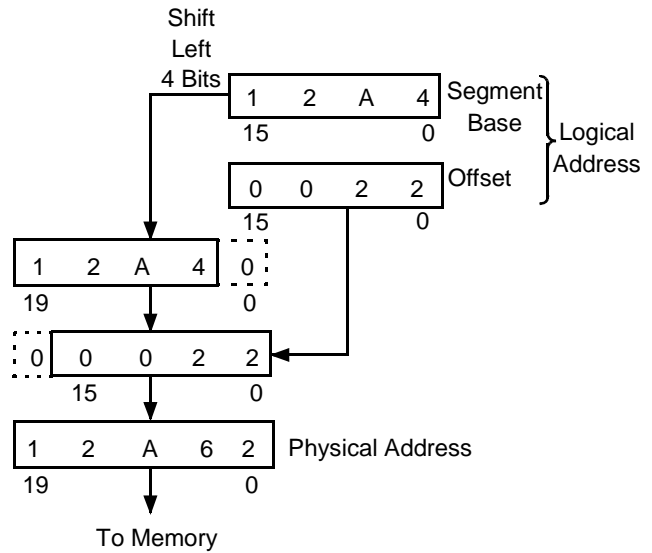 Shift
Left
4 Bits
1 2 A 4
Segment
Base
15 0
Logical
Address
0 0 2 2
Offset
15 0
1 2 A 4 0
19 0
0 0 0 2 2
15 0
1 2 A 6 2
Physical Address
19 0
To Memory